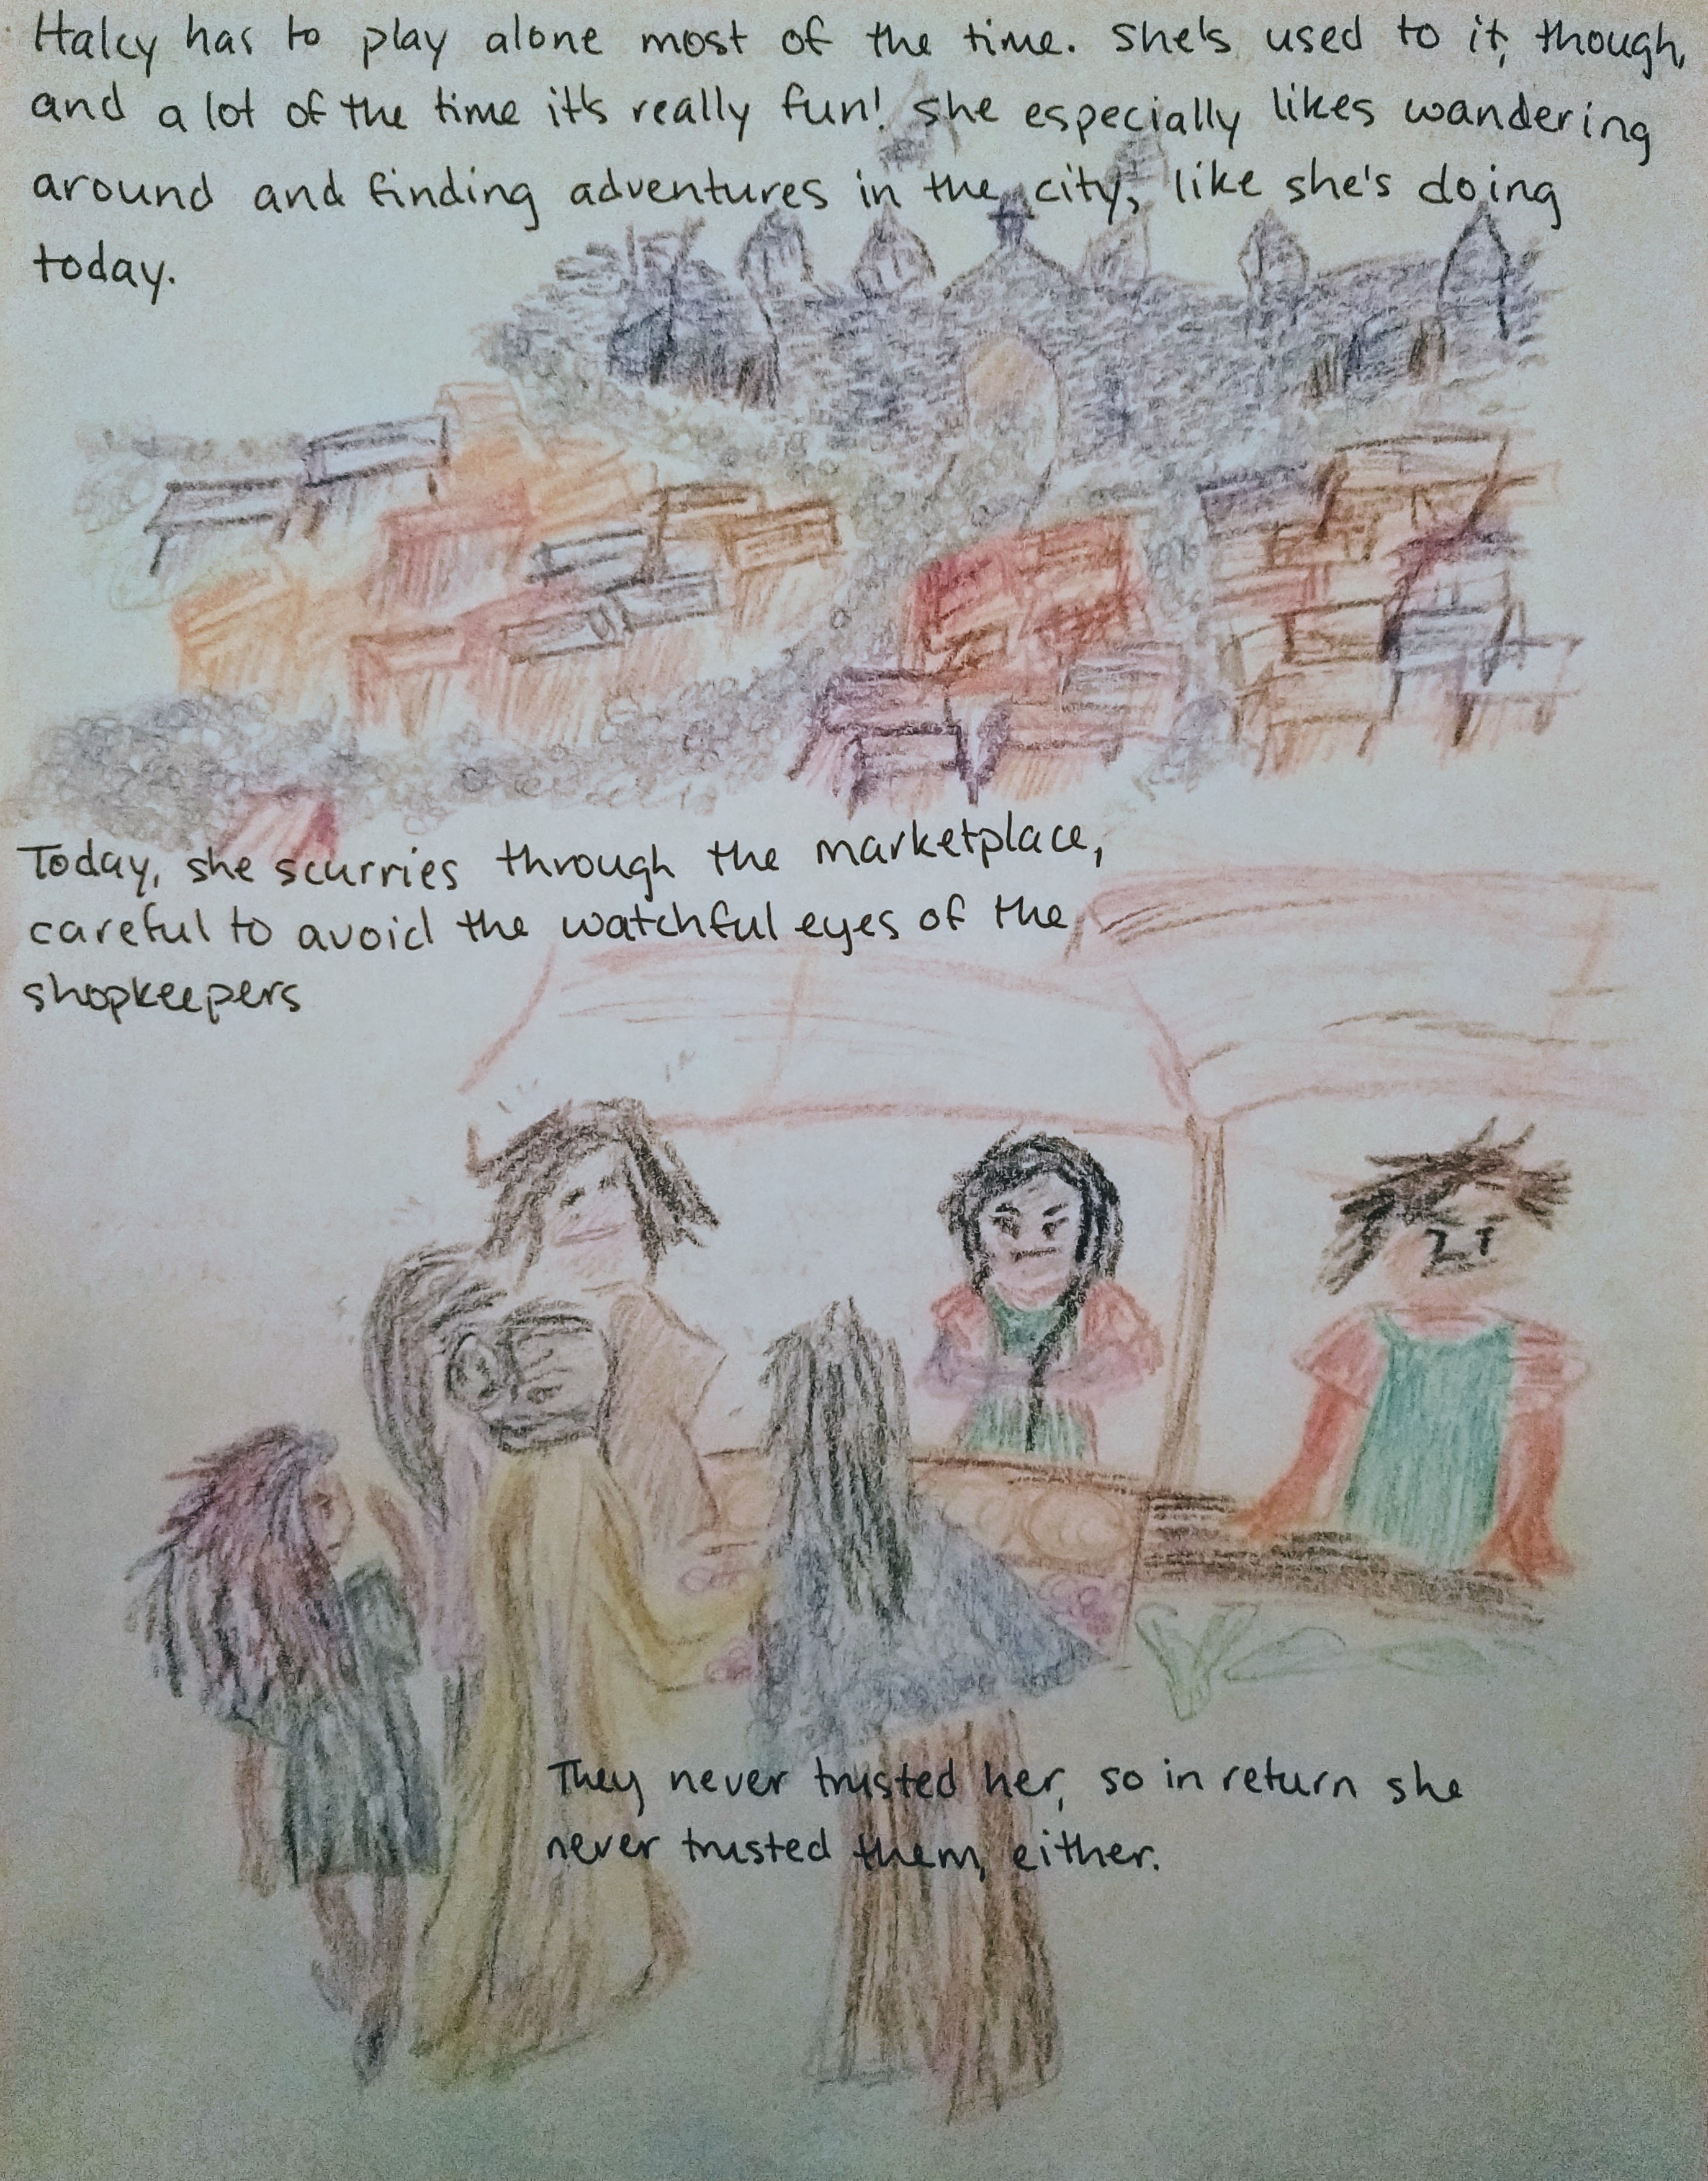 Halcy has to play alone most of the time. She's used to it, though,
and a lot of the time it's really fun! She especially likes wandering
around and finding adventures in the city, like she's doing
today.
Today, she scurries through the marketplace,
careful to avoid the watchful eyes of the
shopkeepers
They never trusted her, so in return she
never trusted them, either.